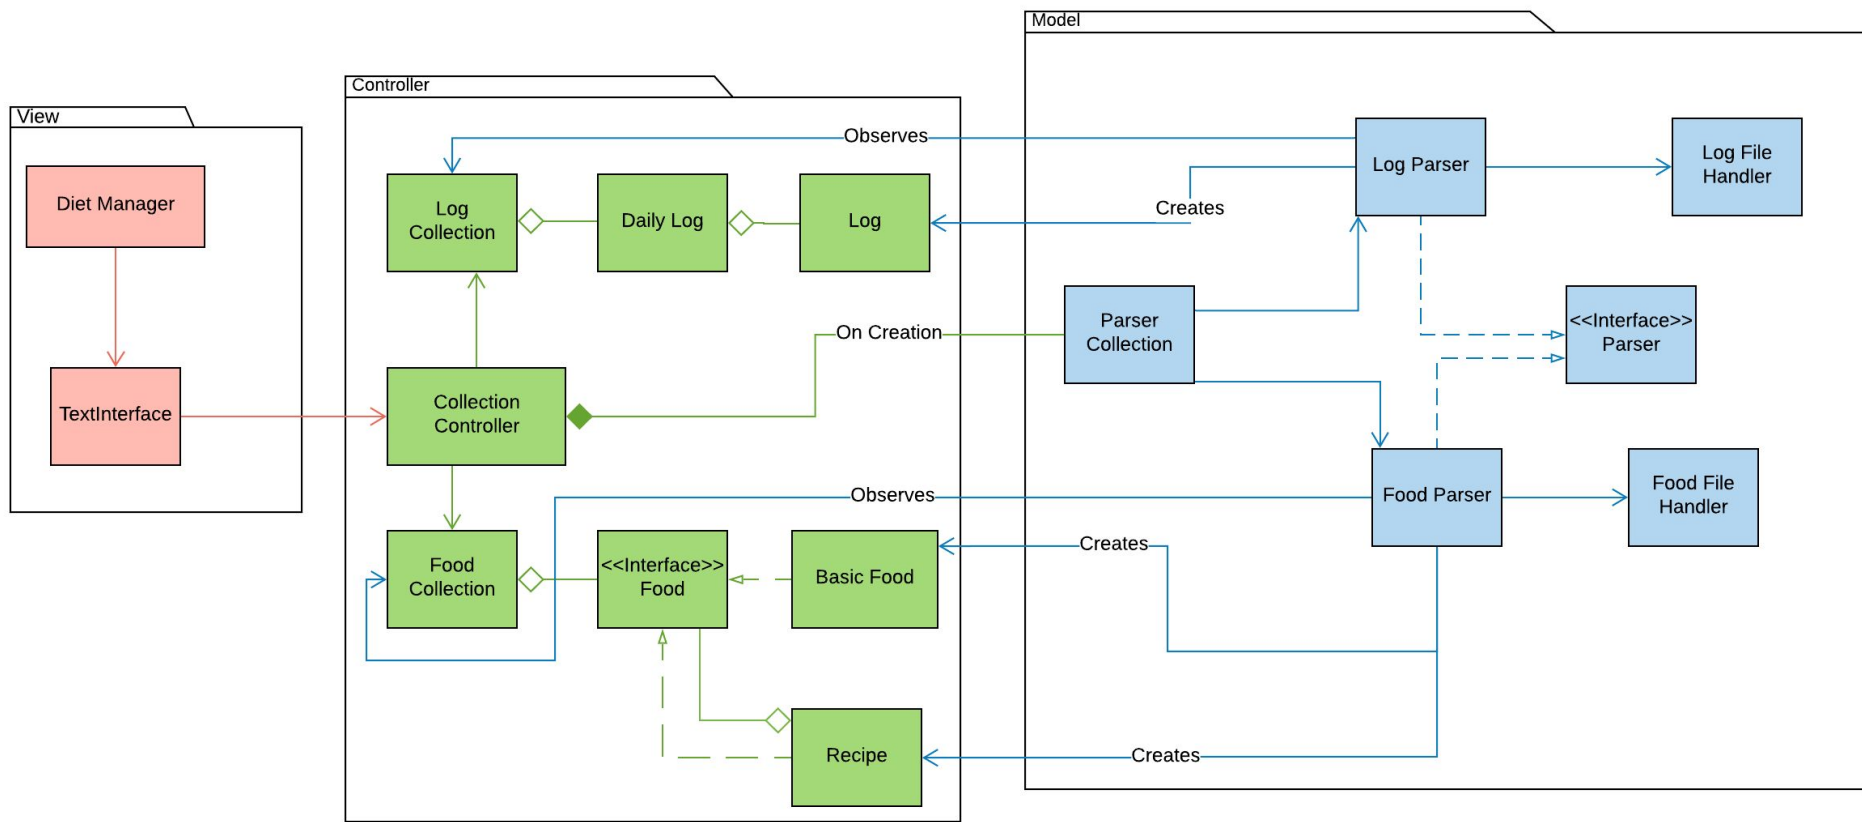 Model
Controller
View
Observes
Log Parser
Log File
Handler
Diet Manager
Log
Collection
Daily Log
Log
Creates
Parser
Collection
<<Interface>>
Parser
On Creation
TextInterface
Collection
Controller
Observes
Food Parser
Food File
Handler
Food
Collection
<<Interface>>
Food
Basic Food
Creates
Recipe
Creates